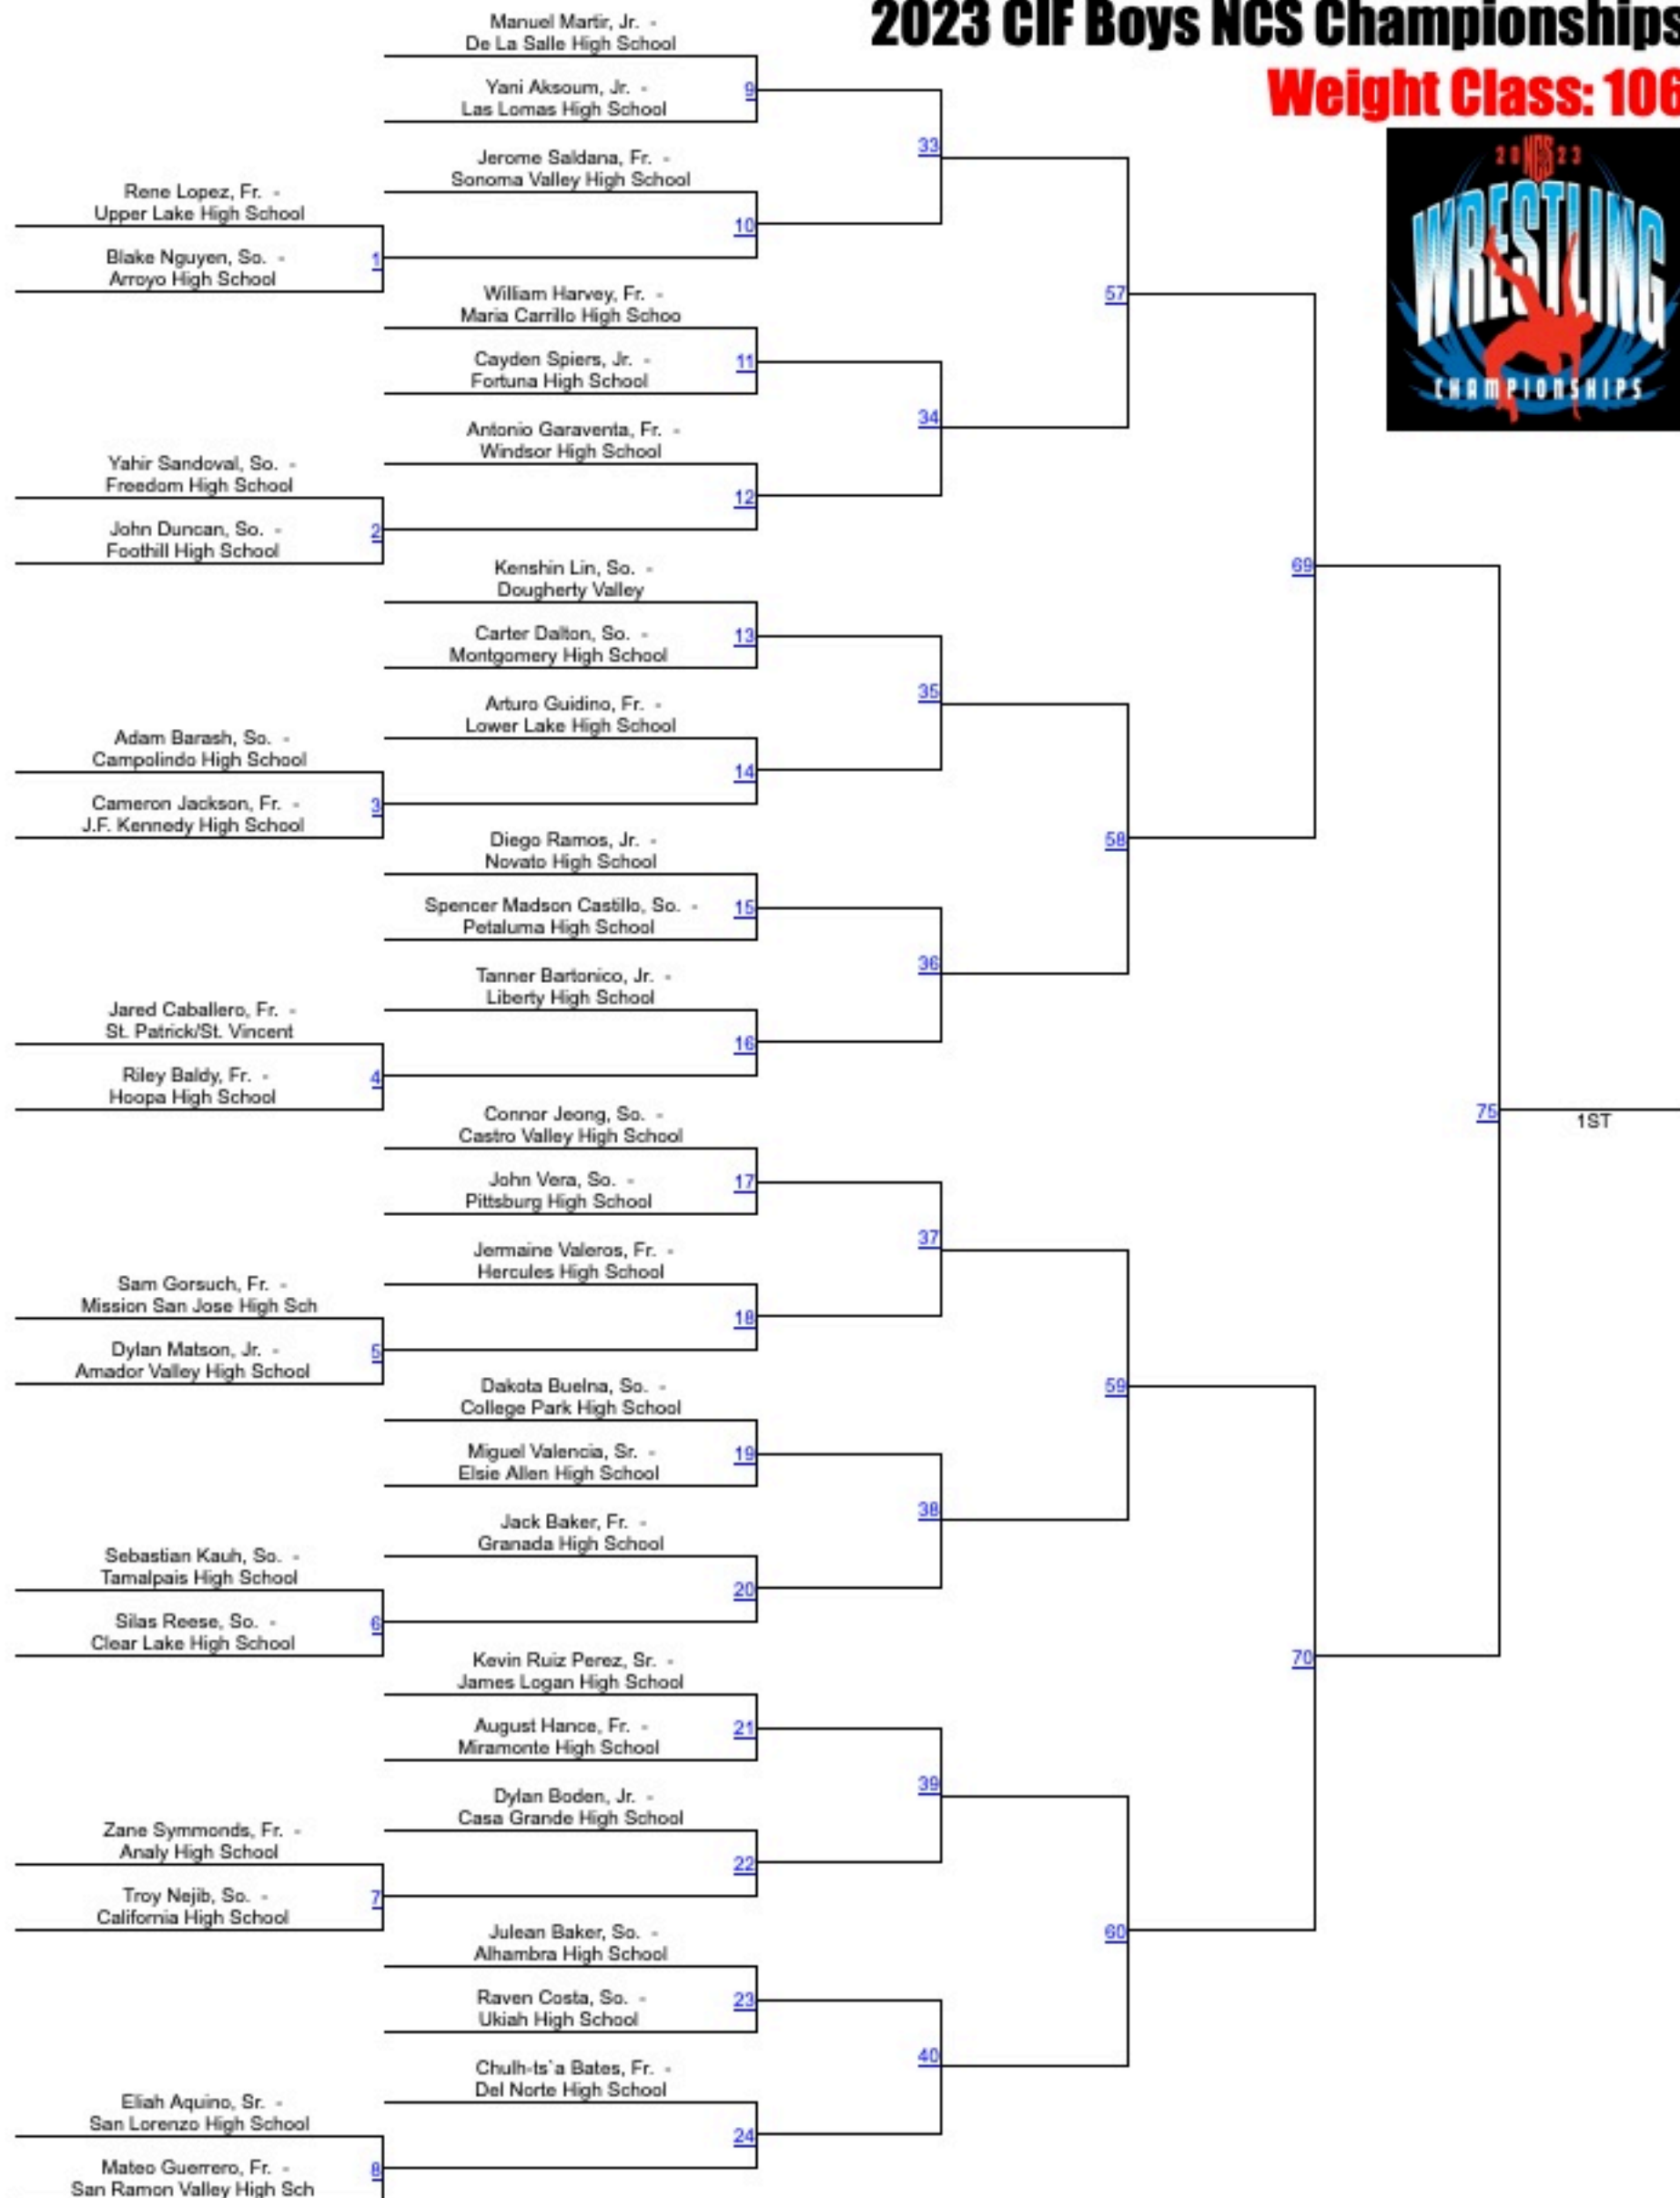 2023 CIF Boys NCS Championships
Weight Class: 106
20 NCS 23
WRESTLING
CHAMPIONSHIPS
Manuel Martir, Jr. -
De La Salle High School
Yani Aksoum, Jr. -
Las Lomas High School
9
33
Jerome Saldana, Fr. -
Sonoma Valley High School
Rene Lopez, Fr. -
Upper Lake High School
10
Blake Nguyen, So. -
Arroyo High School
1
William Harvey, Fr. -
Maria Carrillo High Schoo
57
Cayden Spiers, Jr. -
Fortuna High School
11
34
Antonio Garaventa, Fr. -
Windsor High School
Yahir Sandoval, So. -
Freedom High School
12
John Duncan, So. -
Foothill High School
2
Kenshin Lin, So. -
Dougherty Valley
69
Carter Dalton, So. -
Montgomery High School
13
35
Arturo Guidino, Fr. -
Lower Lake High School
Adam Barash, So. -
Campolindo High School
14
Cameron Jackson, Fr. -
J.F. Kennedy High School
3
Diego Ramos, Jr. -
Novato High School
58
Spencer Madson Castillo, So. -
Petaluma High School
15
36
Tanner Bartonico, Jr. -
Liberty High School
Jared Caballero, Fr. -
St. Patrick/St. Vincent
16
Riley Baldy, Fr. -
Hoopa High School
4
Connor Jeong, So. -
Castro Valley High School
75
1ST
John Vera, So. -
Pittsburg High School
17
37
Jermaine Valeros, Fr. -
Hercules High School
Sam Gorsuch, Fr. -
Mission San Jose High Sch
18
Dylan Matson, Jr. -
Amador Valley High School
5
Dakota Buelna, So. -
College Park High School
59
Miguel Valencia, Sr. -
Elsie Allen High School
19
38
Jack Baker, Fr. -
Granada High School
Sebastian Kauh, So. -
Tamalpais High School
20
Silas Reese, So. -
Clear Lake High School
6
Kevin Ruiz Perez, Sr. -
James Logan High School
70
August Hance, Fr. -
Miramonte High School
21
39
Dylan Boden, Jr. -
Casa Grande High School
Zane Symmonds, Fr. -
Analy High School
22
Troy Nejib, So. -
California High School
7
Julean Baker, So. -
Alhambra High School
60
Raven Costa, So. -
Ukiah High School
23
40
Chulh-ts`a Bates, Fr. -
Del Norte High School
Eliah Aquino, Sr. -
San Lorenzo High School
24
Mateo Guerrero, Fr. -
San Ramon Valley High Sch
8